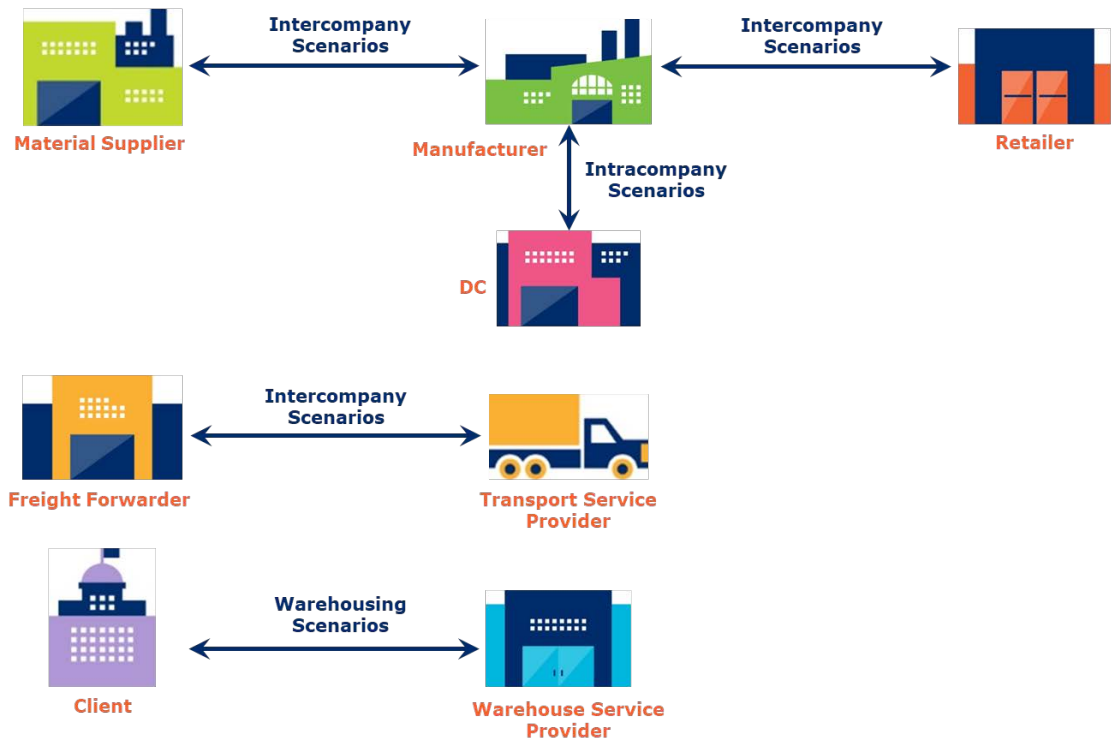 Intercompany
Scenarios
Intercompany
Scenarios
Material Supplier
Manufacturer
Retailer
Intracompany
Scenarios
DC
Intercompany
Scenarios
Freight Forwarder
Transport Service
Provider
Warehousing
Scenarios
Client
Warehouse Service
Provider